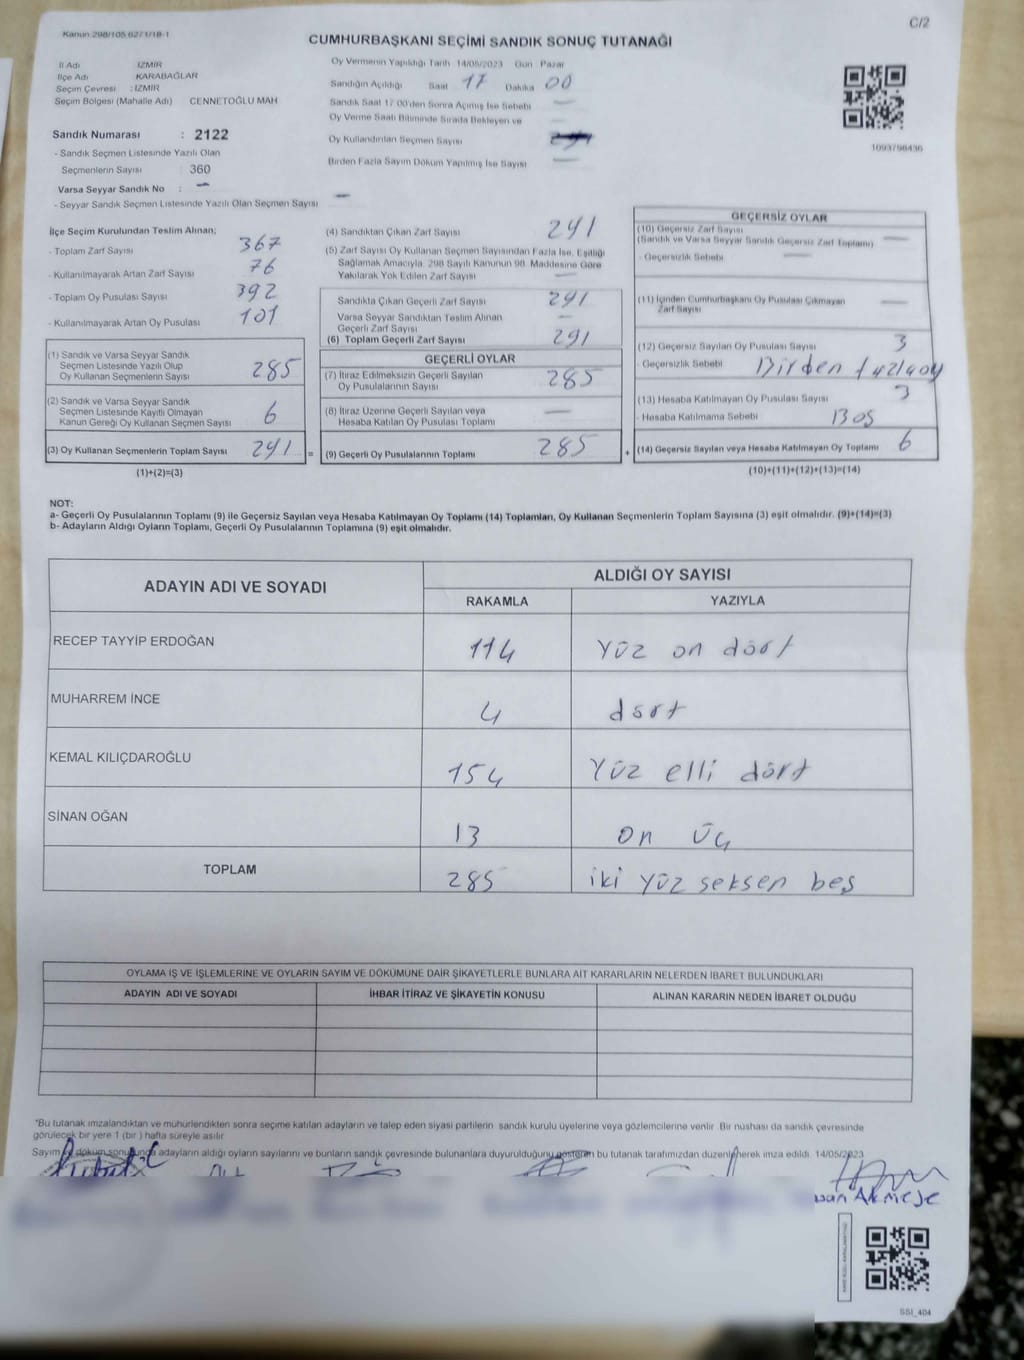 Kanun 298/105 627/1/18-1
C/2
CUMHURBAŞKANI SEÇİMİ SANDIK SONUÇ TUTANAĞI
İl Adı : İZMİR
İlçe Adı KARABAĞLAR
Seçim Çevresi : İZMİR
Seçim Bölgesi (Mahalle Adı) CENNETOĞLU MAH
Sandık Numarası : 2122
- Sandık Seçmen Listesinde Yazılı Olan
Seçmenlerin Sayısı : 360
Varsa Seyyar Sandık No : —
- Seyyar Sandık Seçmen Listesinde Yazılı Olan Seçmen Sayısı —
Oy Vermenin Yapıldığı Tarih 14/05/2023 Gün Pazar
Sandığın Açıldığı Saat 17 Dakika 00
Sandık Saat 17 00'den Sonra Açılmış İse Sebebi —
Oy Verme Saati Bitiminde Sırada Bekleyen ve
Oy Kullandırılan Seçmen Sayısı
Birden Fazla Sayım Döküm Yapılmış İse Sayısı —
1093798436
İlçe Seçim Kurulundan Teslim Alınan;
- Toplam Zarf Sayısı 367
- Kullanılmayarak Artan Zarf Sayısı 76
- Toplam Oy Pusulası Sayısı 392
- Kullanılmayarak Artan Oy Pusulası 101
(1) Sandık ve Varsa Seyyar Sandık
Seçmen Listesinde Yazılı Olup
Oy Kullanan Seçmenlerin Sayısı 285
(2) Sandık ve Varsa Seyyar Sandık
Seçmen Listesinde Kayıtlı Olmayan
Kanun Gereği Oy Kullanan Seçmen Sayısı 6
(3) Oy Kullanan Seçmenlerin Toplam Sayısı 291 =
(1)+(2)=(3)
(4) Sandıktan Çıkan Zarf Sayısı 291
(5) Zarf Sayısı Oy Kullanan Seçmen Sayısından Fazla İse, Eşitliği
Sağlamak Amacıyla, 298 Sayılı Kanunun 98. Maddesine Göre
Yakılarak Yok Edilen Zarf Sayısı —
Sandıkta Çıkan Geçerli Zarf Sayısı 291
Varsa Seyyar Sandıktan Teslim Alınan
Geçerli Zarf Sayısı —
(6) Toplam Geçerli Zarf Sayısı 291
GEÇERLİ OYLAR
(7) İtiraz Edilmeksizin Geçerli Sayılan
Oy Pusulalarının Sayısı 285
(8) İtiraz Üzerine Geçerli Sayılan veya
Hesaba Katılan Oy Pusulası Toplamı —
(9) Geçerli Oy Pusulalarının Toplamı 285 +
GEÇERSİZ OYLAR
(10) Geçersiz Zarf Sayısı
(Sandık ve Varsa Seyyar Sandık Geçersiz Zarf Toplamı) —
- Geçersizlik Sebebi —
(11) İçinden Cumhurbaşkanı Oy Pusulası Çıkmayan
Zarf Sayısı —
(12) Geçersiz Sayılan Oy Pusulası Sayısı 3
- Geçersizlik Sebebi Birden fazla oy
(13) Hesaba Katılmayan Oy Pusulası Sayısı 3
- Hesaba Katılmama Sebebi Boş
(14) Geçersiz Sayılan veya Hesaba Katılmayan Oy Toplamı 6
(10)+(11)+(12)+(13)=(14)
NOT:
a- Geçerli Oy Pusulalarının Toplamı (9) ile Geçersiz Sayılan veya Hesaba Katılmayan Oy Toplamı (14) Toplamları, Oy Kullanan Seçmenlerin Toplam Sayısına (3) eşit olmalıdır. (9)+(14)=(3)
b- Adayların Aldığı Oyların Toplamı, Geçerli Oy Pusulalarının Toplamına (9) eşit olmalıdır.
ADAYIN ADI VE SOYADI ALDIĞI OY SAYISI
RAKAMLA YAZIYLA
RECEP TAYYİP ERDOĞAN 114 Yüz on dört
MUHARREM İNCE 4 dört
KEMAL KILIÇDAROĞLU 154 Yüz elli dört
SİNAN OĞAN 13 on üç
TOPLAM 285 iki yüz seksen beş
OYLAMA İŞ VE İŞLEMLERİNE VE OYLARIN SAYIM VE DÖKÜMÜNE DAİR ŞİKAYETLERLE BUNLARA AİT KARARLARIN NELERDEN İBARET BULUNDUKLARI
ADAYIN ADI VE SOYADI İHBAR İTİRAZ VE ŞİKAYETİN KONUSU ALINAN KARARIN NEDEN İBARET OLDUĞU
"Bu tutanak imzalandıktan ve mühürlendikten sonra seçime katılan adayların ve talep eden siyasi partilerin sandık kurulu üyelerine veya gözlemcilerine verilir. Bir nüshası da sandık çevresinde
görülecek bir yere 1 (bir) hafta süreyle asılır
Sayım ve döküm sonucunda adayların aldığı oyların sayılarını ve bunların sandık çevresinde bulunanlara duyurulduğunu gösteren bu tutanak tarafımızdan düzenlenerek imza edildi. 14/05/2023
Akmeşe
SSI_404